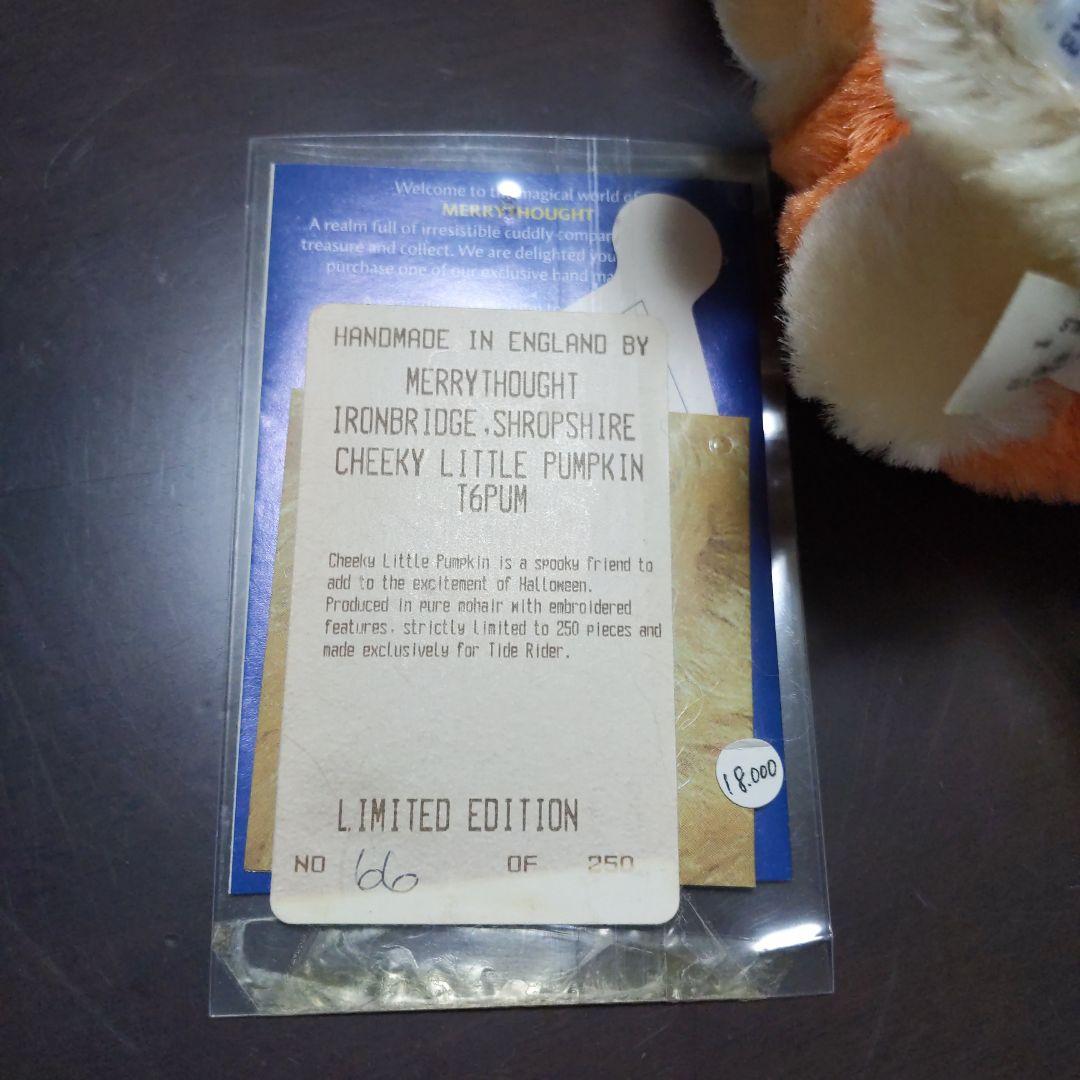 Welcome to the magical world of
MERRYTHOUGHT
A realm full of irresistible cuddly
treasure and collect. We are delighted you
purchase one of our exclusive hand
HANDMADE IN ENGLAND BY
MERRYTHOUGHT
IRONBRIDGE, SHROPSHIRE
CHEEKY LITTLE PUMPKIN
T6PUM
Cheeky Little Pumpkin is a spooky friend to
add to the excitement of Halloween.
Produced in pure mohair with embroidered
features, strictly limited to 250 pieces and
made exclusively for Tide Rider.
18.000
LIMITED EDITION
NO 66 OF 250